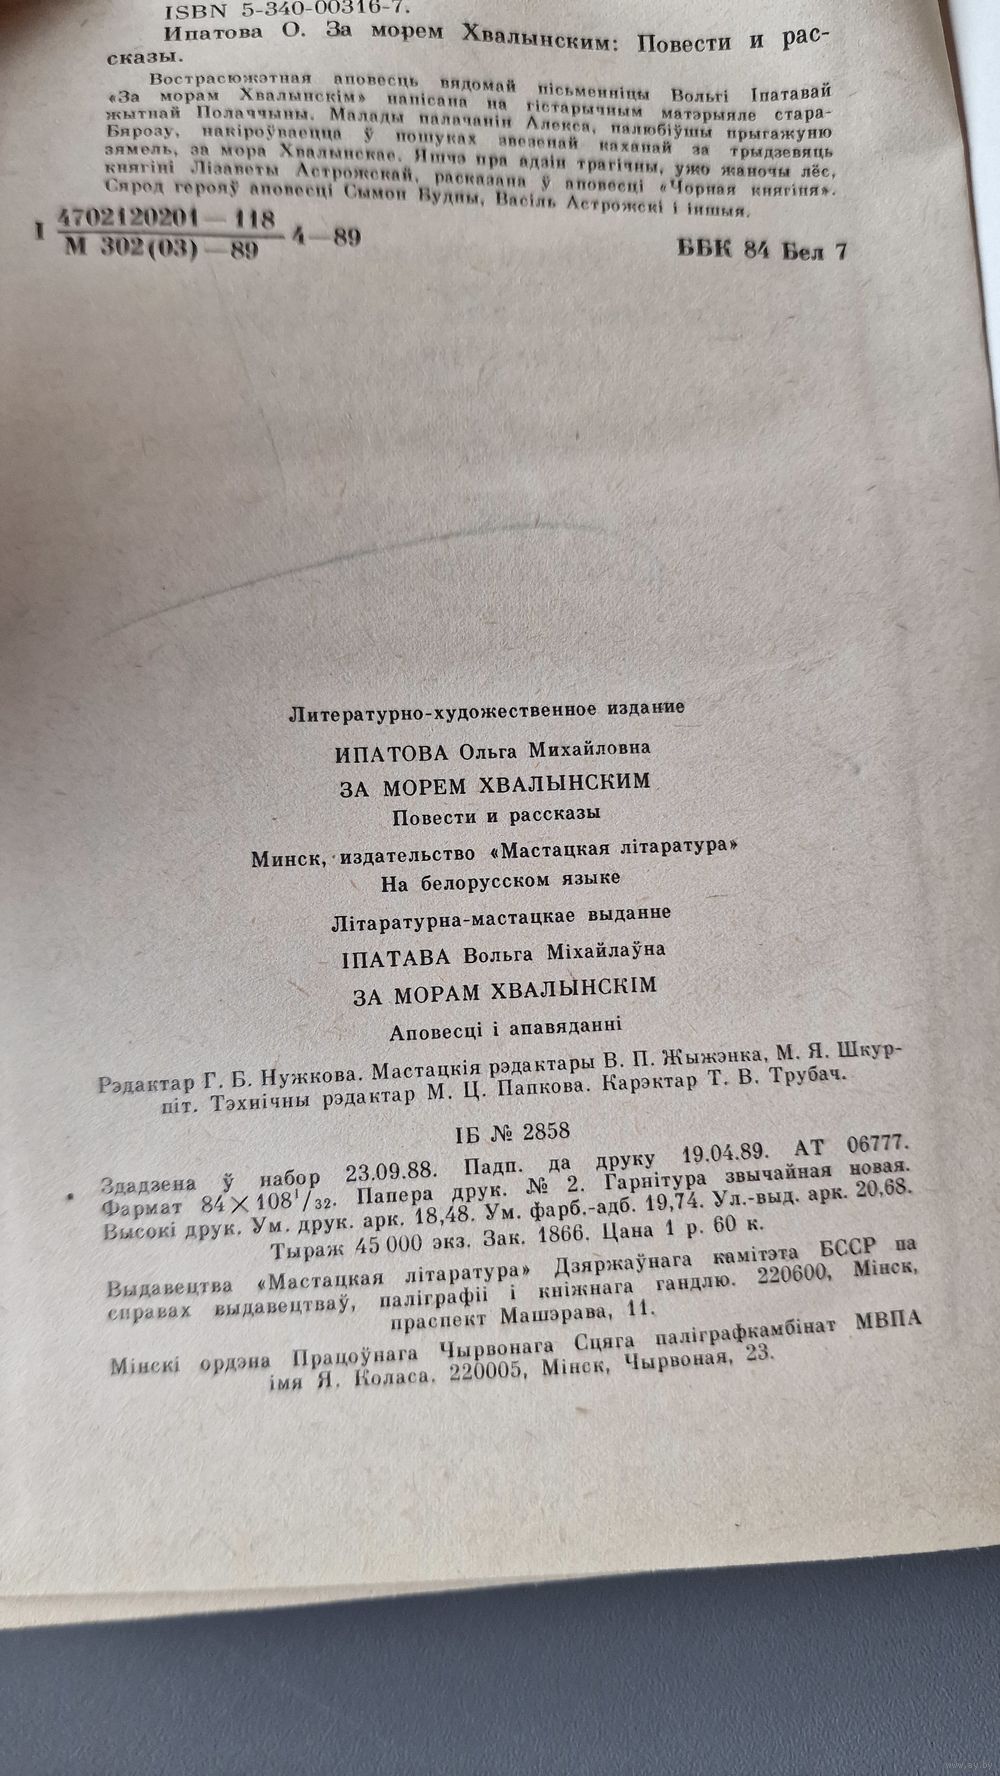 ISBN 5-340-00316-7.
Ипатова О. За морем Хвалынским: Повести и рас-
сказы.
Вострасюжэтная аповесць вядомай пісьменніцы Вольгі Іпатавай
«За морам Хвалынскім» напісана на гістарычным матэрыяле стара-
жытнай Полаччыны. Малады палачанін Алекса, палюбіўшы прыгажуню
Бярозу, накіроўваецца ў пошуках звезенай каханай за трыдзевяць
зямель, за мора Хвалынскае. Яшчэ пра адзін трагічны, ужо жаночы лёс,
княгіні Лізаветы Астрожскай, расказана ў аповесці «Чорная княгіня».
Сярод герояў аповесці Сымон Будны, Васіль Астрожскі і іншыя.
І 4702120201—118
М 302(03)—89 4—89
ББК 84 Бел 7
Литературно-художественное издание
ИПАТОВА Ольга Михайловна
ЗА МОРЕМ ХВАЛЫНСКИМ
Повести и рассказы
Минск, издательство «Мастацкая літаратура»
На белорусском языке
Літаратурна-мастацкае выданне
ІПАТАВА Вольга Міхайлаўна
ЗА МОРАМ ХВАЛЫНСКІМ
Аповесці і апавяданні
Рэдактар Г. Б. Нужкова. Мастацкія рэдактары В. П. Жыжэнка, М. Я. Шкур-
піт. Тэхнічны рэдактар М. Ц. Папкова. Карэктар Т. В. Трубач.
ІБ № 2858
Здадзена ў набор 23.09.88. Падп. да друку 19.04.89. АТ 06777.
Фармат 84×108¹/₃₂. Папера друк. № 2. Гарнітура звычайная новая.
Высокі друк. Ум. друк. арк. 18,48. Ум. фарб.-адб. 19,74. Ул.-выд. арк. 20,68.
Тыраж 45 000 экз. Зак. 1866. Цана 1 р. 60 к.
Выдавецтва «Мастацкая літаратура» Дзяржаўнага камітэта БССР па
справах выдавецтваў, паліграфіі і кніжнага гандлю. 220600, Мінск,
праспект Машэрава, 11.
Мінскі ордэна Працоўнага Чырвонага Сцяга паліграфкамбінат МВПА
імя Я. Коласа. 220005, Мінск, Чырвоная, 23.
www.ay.by